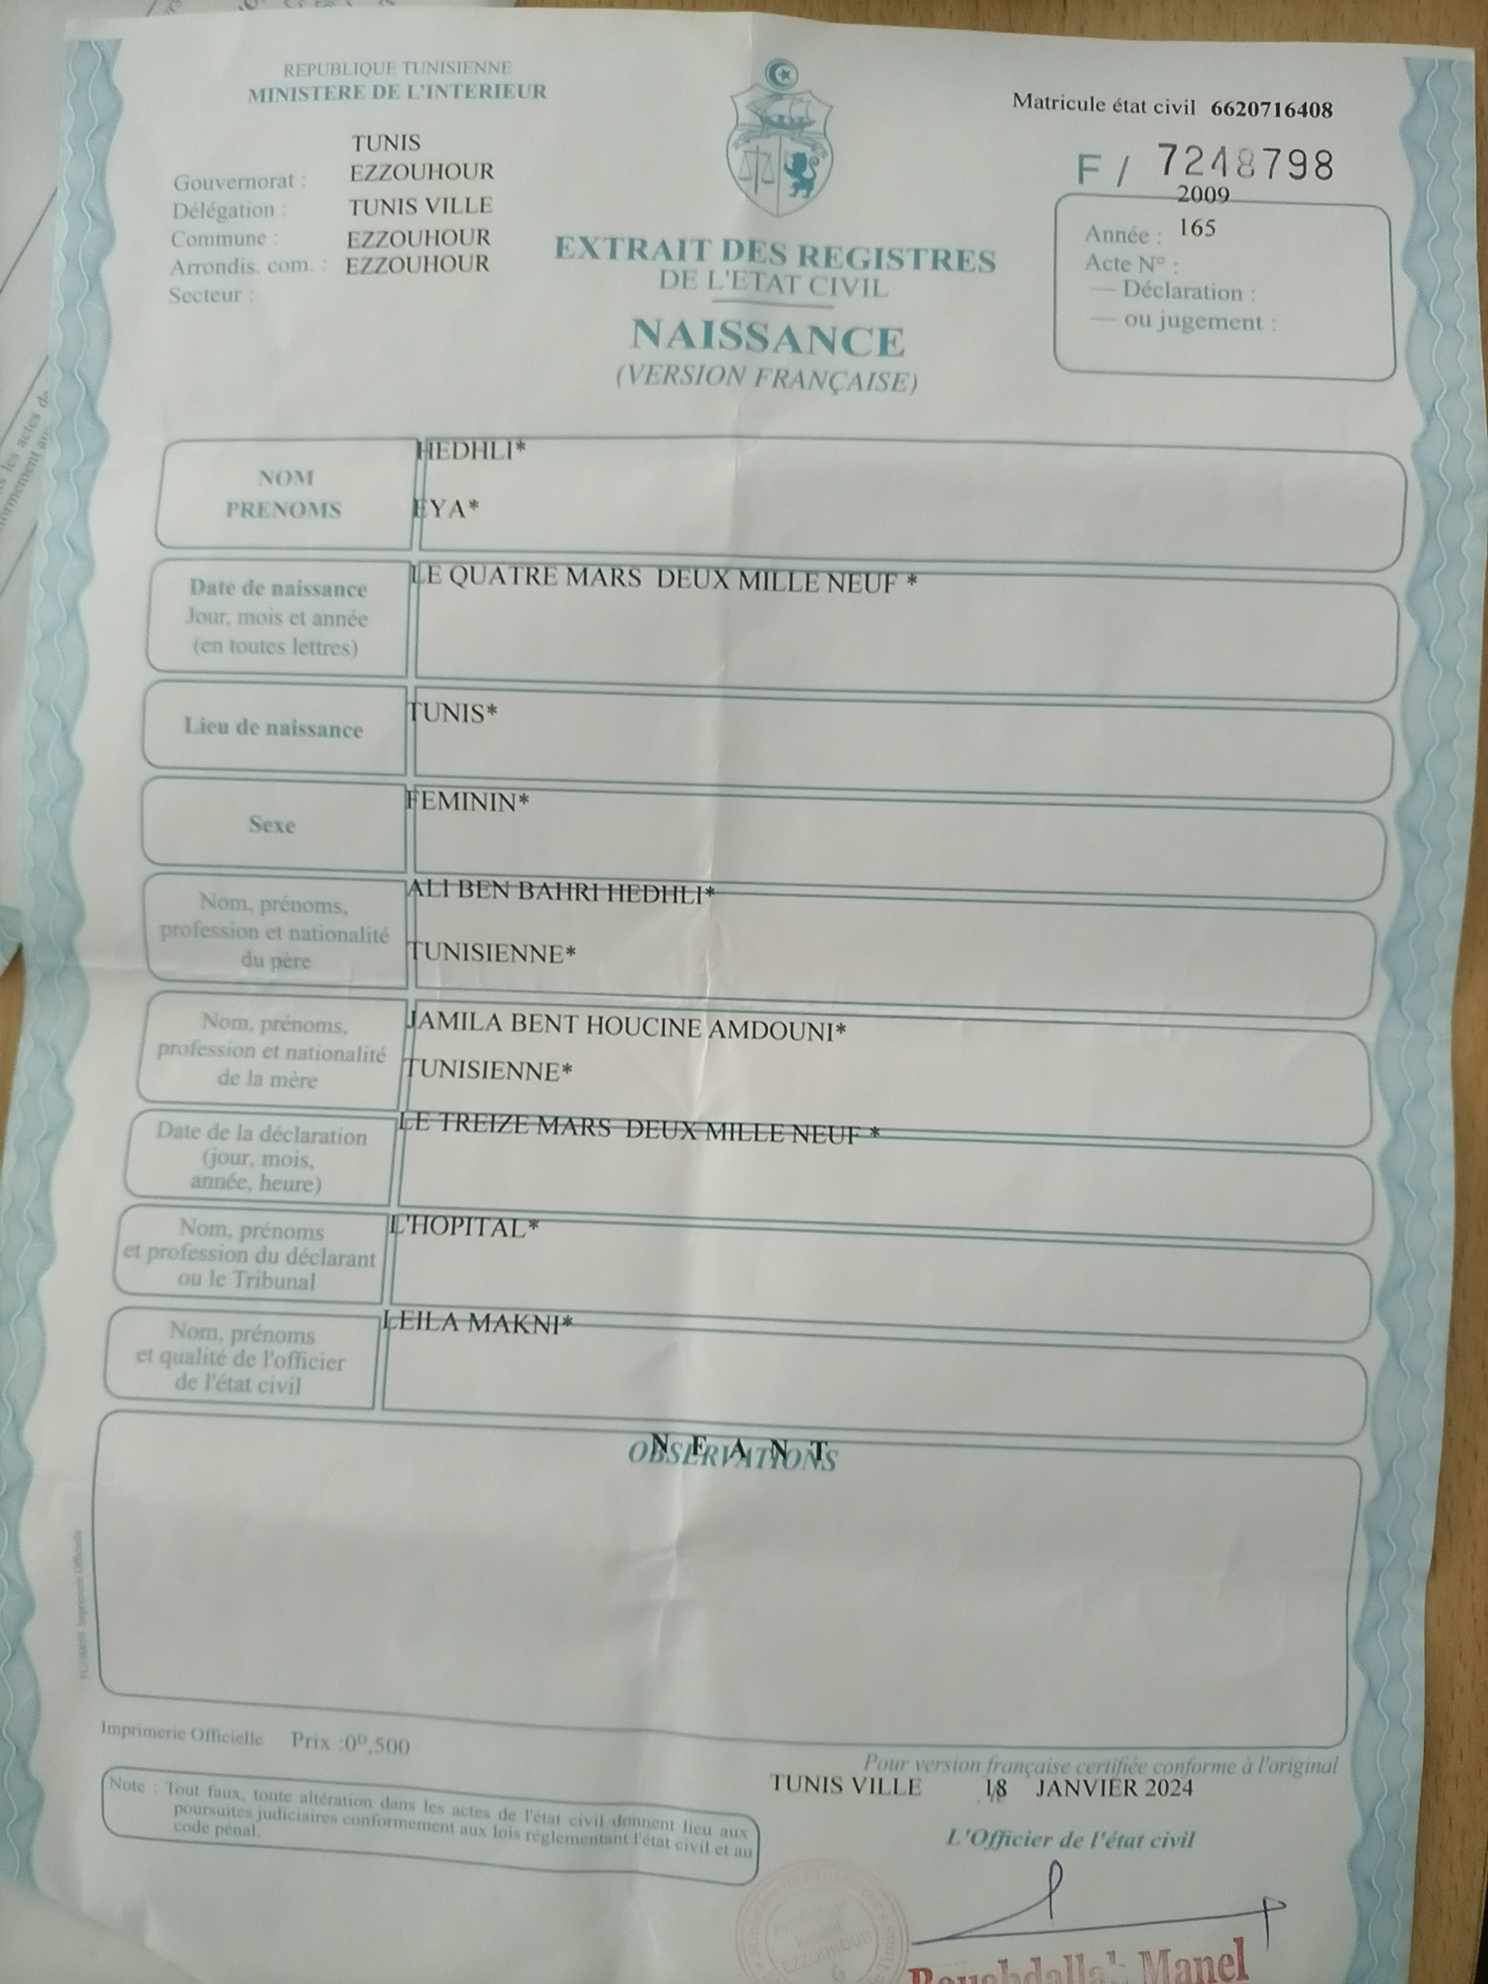 REPUBLIQUE TUNISIENNE
MINISTERE DE L'INTERIEUR
Matricule état civil 6620716408
F / 7248798
TUNIS
Gouvernorat : EZZOUHOUR
Délégation : TUNIS VILLE
Commune : EZZOUHOUR
Arrondis. com. : EZZOUHOUR
Secteur :
2009
Année : 165
Acte N° :
— Déclaration :
— ou jugement :
EXTRAIT DES REGISTRES
DE L'ETAT CIVIL
NAISSANCE
(VERSION FRANÇAISE)
NOM
PRENOMS
HEDHLI*
EYA*
Date de naissance
Jour, mois et année
(en toutes lettres)
LE QUATRE MARS DEUX MILLE NEUF *
Lieu de naissance
TUNIS*
Sexe
FEMININ*
Nom, prénoms,
profession et nationalité
du père
ALI BEN BAHRI HEDHLI*
TUNISIENNE*
Nom, prénoms,
profession et nationalité
de la mère
JAMILA BENT HOUCINE AMDOUNI*
TUNISIENNE*
Date de la déclaration
(jour, mois,
année, heure)
LE TREIZE MARS DEUX MILLE NEUF *
Nom, prénoms
et profession du déclarant
ou le Tribunal
L'HOPITAL*
Nom, prénoms
et qualité de l'officier
de l'état civil
LEILA MAKNI*
OBSERVATIONS
N E A N T
Imprimerie Officielle Prix :0ᴰ,500
Note : Tout faux, toute altération dans les actes de l'état civil donnent lieu aux
poursuites judiciaires conformement aux lois réglementant l'état civil et au
code pénal.
Pour version française certifiée conforme à l'original
TUNIS VILLE 18 JANVIER 2024
L'Officier de l'état civil
EZZOUHOUR
Bouabdallah Manel